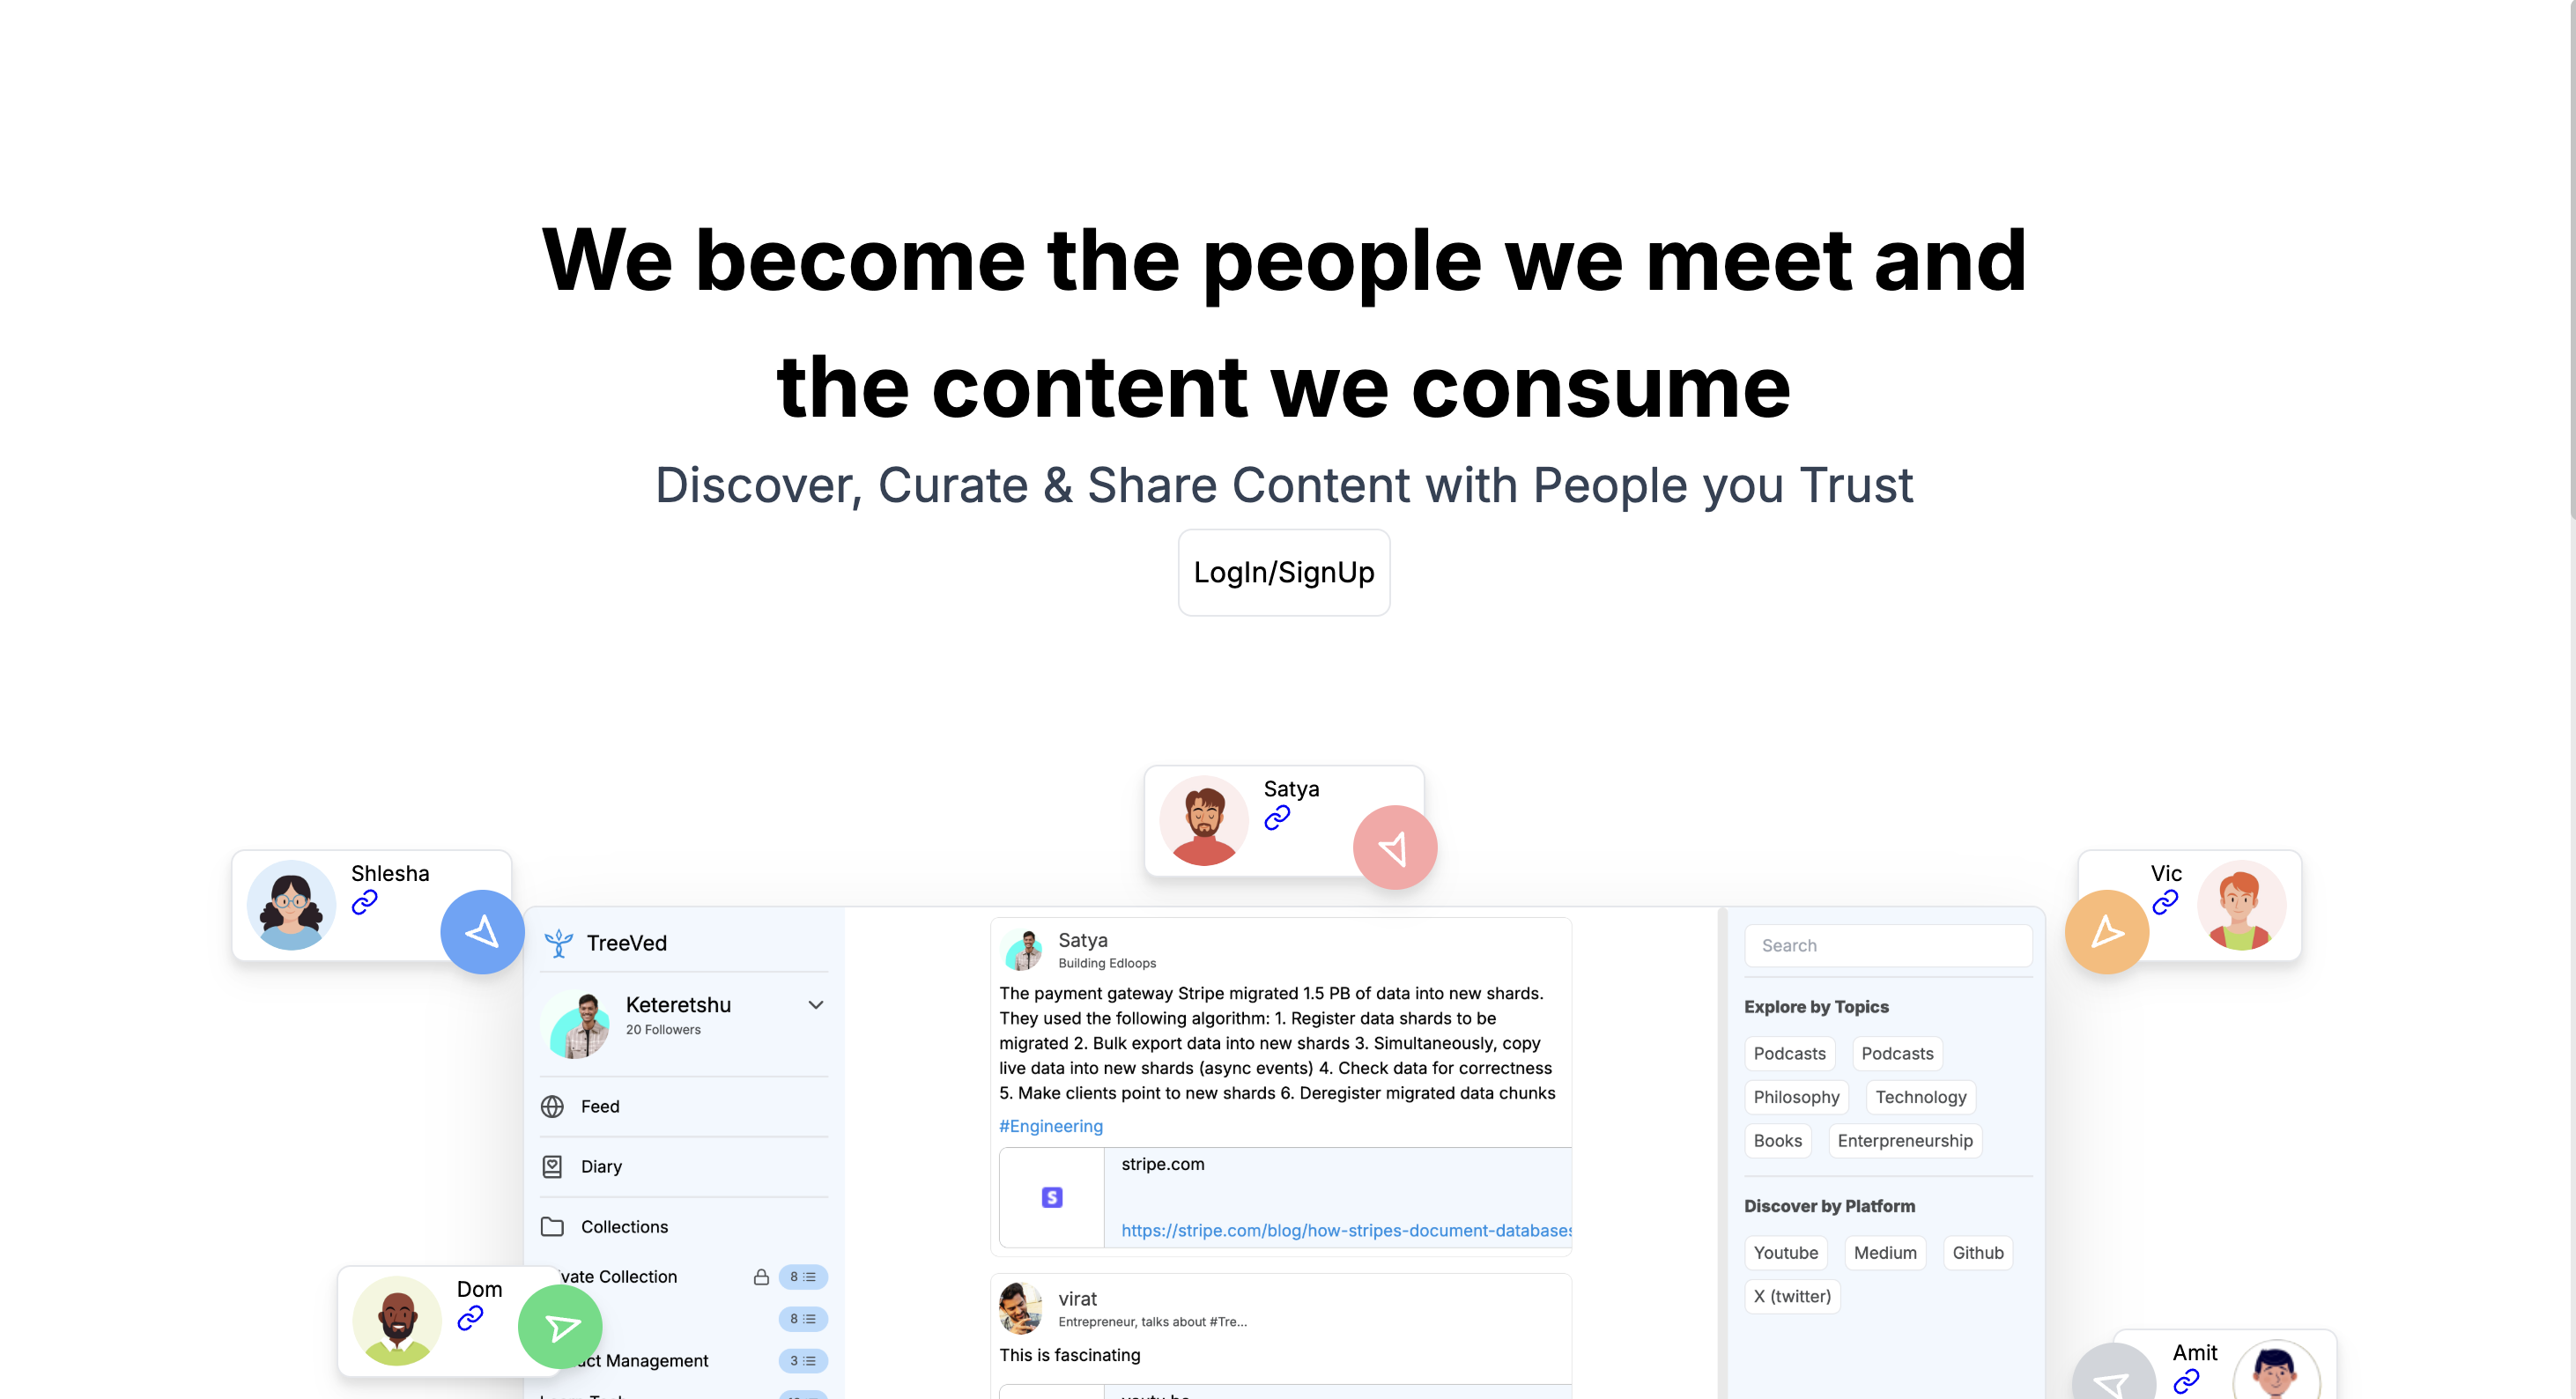 We become the people we meet and
the content we consume
Discover, Curate & Share Content with People you Trust
LogIn/SignUp
Satya
Shlesha
Vic
TreeVed
Keteretshu
20 Followers
Feed
Diary
Collections
ivate Collection
8
8
uct Management
3
Dom
Satya
Building Edloops
The payment gateway Stripe migrated 1.5 PB of data into new shards.
They used the following algorithm: 1. Register data shards to be
migrated 2. Bulk export data into new shards 3. Simultaneously, copy
live data into new shards (async events) 4. Check data for correctness
5. Make clients point to new shards 6. Deregister migrated data chunks
#Engineering
S
stripe.com
https://stripe.com/blog/how-stripes-document-databases
virat
Entrepreneur, talks about #Tre...
This is fascinating
Search
Explore by Topics
Podcasts Podcasts
Philosophy Technology
Books Enterpreneurship
Discover by Platform
Youtube Medium Github
X (twitter)
Amit